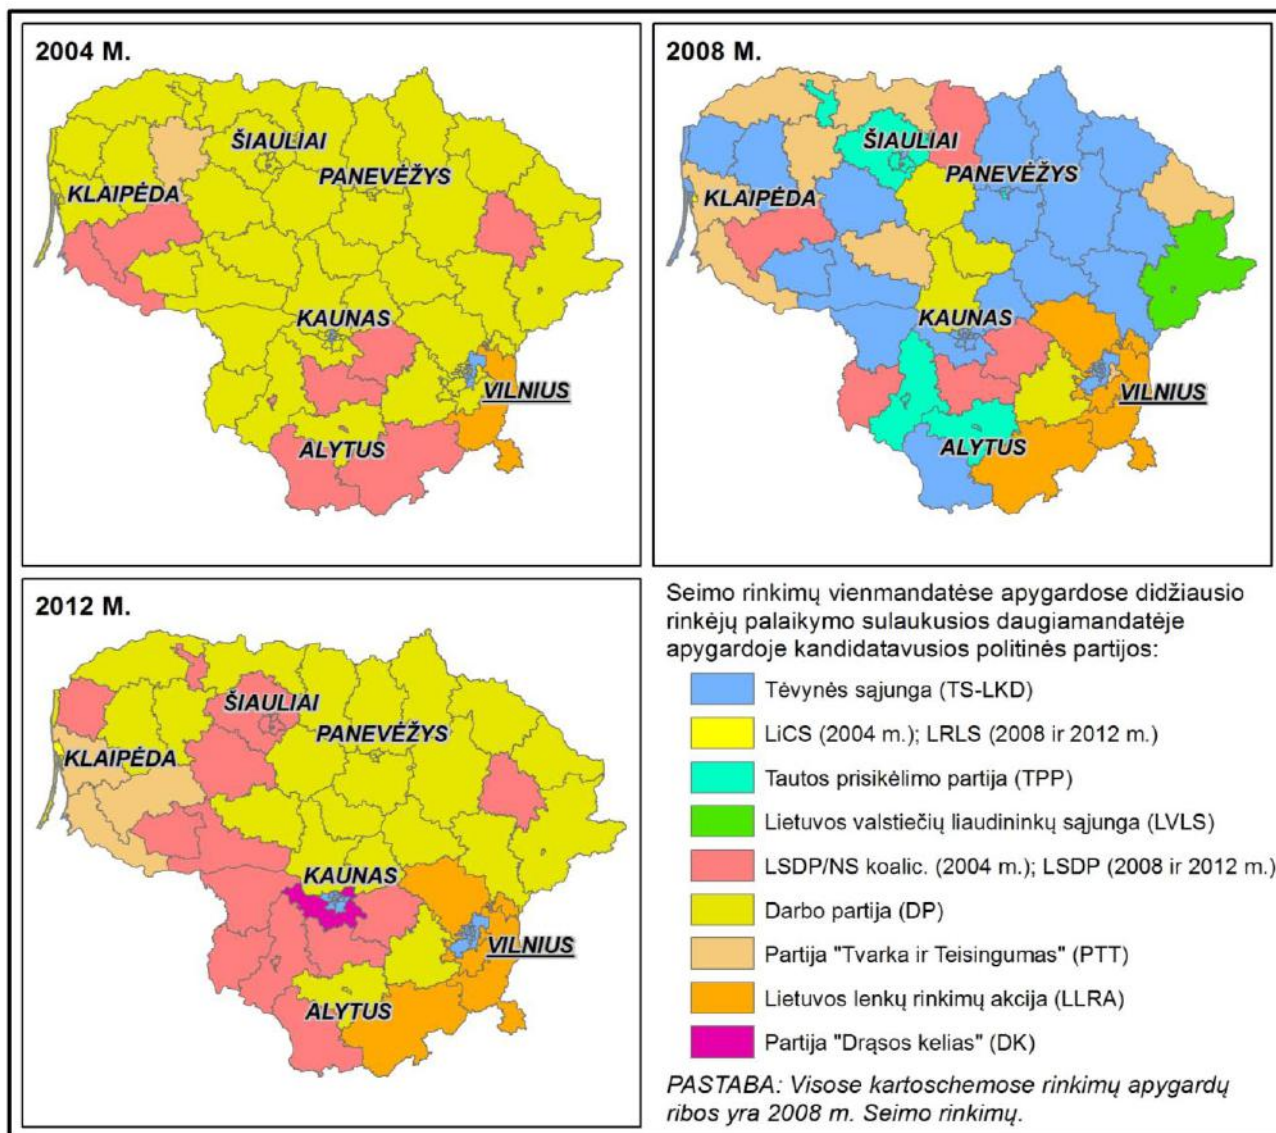 2004 M.
ŠIAULIAI
PANEVĖŽYS
KLAIPĖDA
KAUNAS
VILNIUS
ALYTUS
2008 M.
ŠIAULIAI
PANEVĖŽYS
KLAIPĖDA
KAUNAS
VILNIUS
ALYTUS
2012 M.
ŠIAULIAI
PANEVĖŽYS
KLAIPĖDA
KAUNAS
VILNIUS
ALYTUS
Seimo rinkimų vienmandatėse apygardose didžiausio
rinkėjų palaikymo sulaukusios daugiamandatėje
apygardoje kandidatavusios politinės partijos:
Tėvynės sąjunga (TS-LKD)
LiCS (2004 m.); LRLS (2008 ir 2012 m.)
Tautos prisikėlimo partija (TPP)
Lietuvos valstiečių liaudininkų sąjunga (LVLS)
LSDP/NS koalic. (2004 m.); LSDP (2008 ir 2012 m.)
Darbo partija (DP)
Partija "Tvarka ir Teisingumas" (PTT)
Lietuvos lenkų rinkimų akcija (LLRA)
Partija "Drąsos kelias" (DK)
PASTABA: Visose kartoschemose rinkimų apygardų
ribos yra 2008 m. Seimo rinkimų.